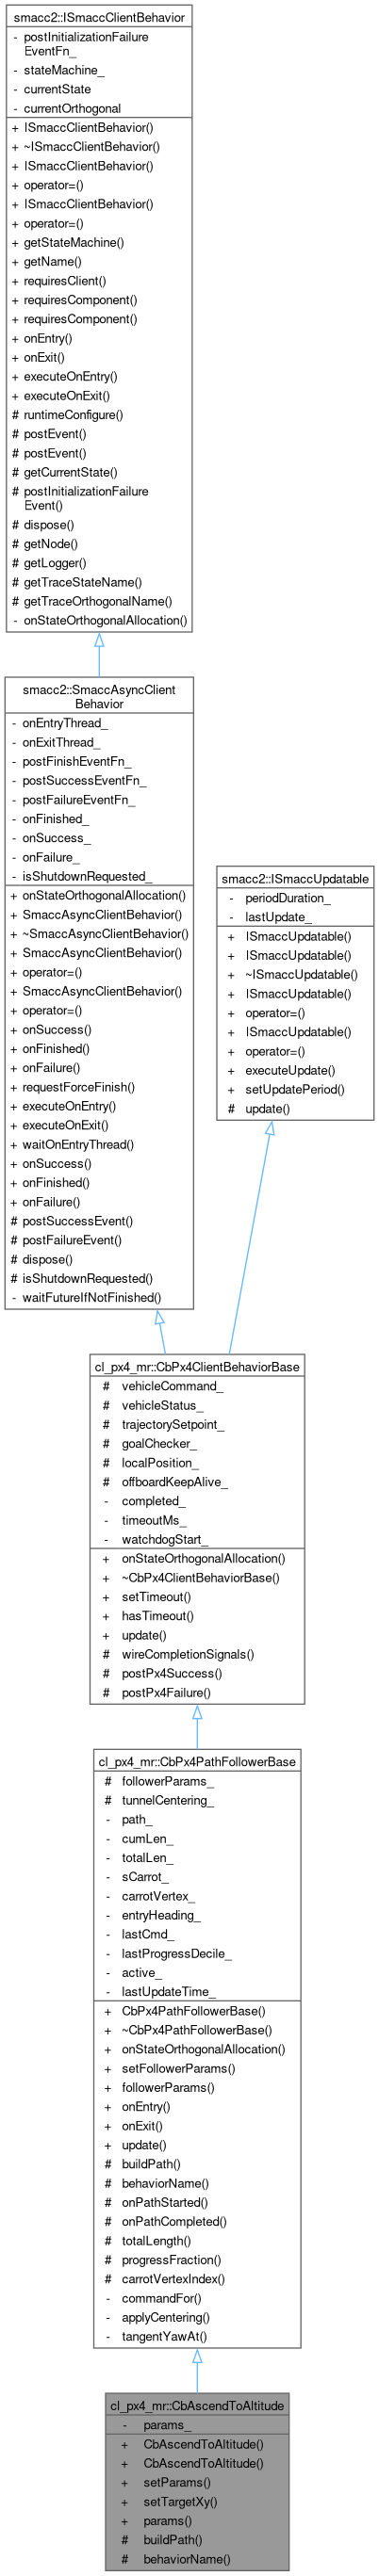 smacc2::ISmaccClientBehavior
- postInitializationFailure
EventFn_
- stateMachine_
- currentState
- currentOrthogonal
+ ISmaccClientBehavior()
+ ~ISmaccClientBehavior()
+ ISmaccClientBehavior()
+ operator=()
+ ISmaccClientBehavior()
+ operator=()
+ getStateMachine()
+ getName()
+ requiresClient()
+ requiresComponent()
+ requiresComponent()
+ onEntry()
+ onExit()
+ executeOnEntry()
+ executeOnExit()
# runtimeConfigure()
# postEvent()
# postEvent()
# getCurrentState()
# postInitializationFailure
Event()
# dispose()
# getNode()
# getLogger()
# getTraceStateName()
# getTraceOrthogonalName()
- onStateOrthogonalAllocation()
smacc2::SmaccAsyncClient
Behavior
- onEntryThread_
- onExitThread_
- postFinishEventFn_
- postSuccessEventFn_
- postFailureEventFn_
- onFinished_
- onSuccess_
- onFailure_
- isShutdownRequested_
+ onStateOrthogonalAllocation()
+ SmaccAsyncClientBehavior()
+ ~SmaccAsyncClientBehavior()
+ SmaccAsyncClientBehavior()
+ operator=()
+ SmaccAsyncClientBehavior()
+ operator=()
+ onSuccess()
+ onFinished()
+ onFailure()
+ requestForceFinish()
+ executeOnEntry()
+ executeOnExit()
+ waitOnEntryThread()
+ onSuccess()
+ onFinished()
+ onFailure()
# postSuccessEvent()
# postFailureEvent()
# dispose()
# isShutdownRequested()
- waitFutureIfNotFinished()
smacc2::ISmaccUpdatable
- periodDuration_
- lastUpdate_
+ ISmaccUpdatable()
+ ISmaccUpdatable()
+ ~ISmaccUpdatable()
+ ISmaccUpdatable()
+ operator=()
+ ISmaccUpdatable()
+ operator=()
+ executeUpdate()
+ setUpdatePeriod()
# update()
cl_px4_mr::CbPx4ClientBehaviorBase
# vehicleCommand_
# vehicleStatus_
# trajectorySetpoint_
# goalChecker_
# localPosition_
# offboardKeepAlive_
- completed_
- timeoutMs_
- watchdogStart_
+ onStateOrthogonalAllocation()
+ ~CbPx4ClientBehaviorBase()
+ setTimeout()
+ hasTimeout()
+ update()
# wireCompletionSignals()
# postPx4Success()
# postPx4Failure()
cl_px4_mr::CbPx4PathFollowerBase
# followerParams_
# tunnelCentering_
- path_
- cumLen_
- totalLen_
- sCarrot_
- carrotVertex_
- entryHeading_
- lastCmd_
- lastProgressDecile_
- active_
- lastUpdateTime_
+ CbPx4PathFollowerBase()
+ ~CbPx4PathFollowerBase()
+ onStateOrthogonalAllocation()
+ setFollowerParams()
+ followerParams()
+ onEntry()
+ onExit()
+ update()
# buildPath()
# behaviorName()
# onPathStarted()
# onPathCompleted()
# totalLength()
# progressFraction()
# carrotVertexIndex()
- commandFor()
- applyCentering()
- tangentYawAt()
cl_px4_mr::CbAscendToAltitude
- params_
+ CbAscendToAltitude()
+ CbAscendToAltitude()
+ setParams()
+ setTargetXy()
+ params()
# buildPath()
# behaviorName()